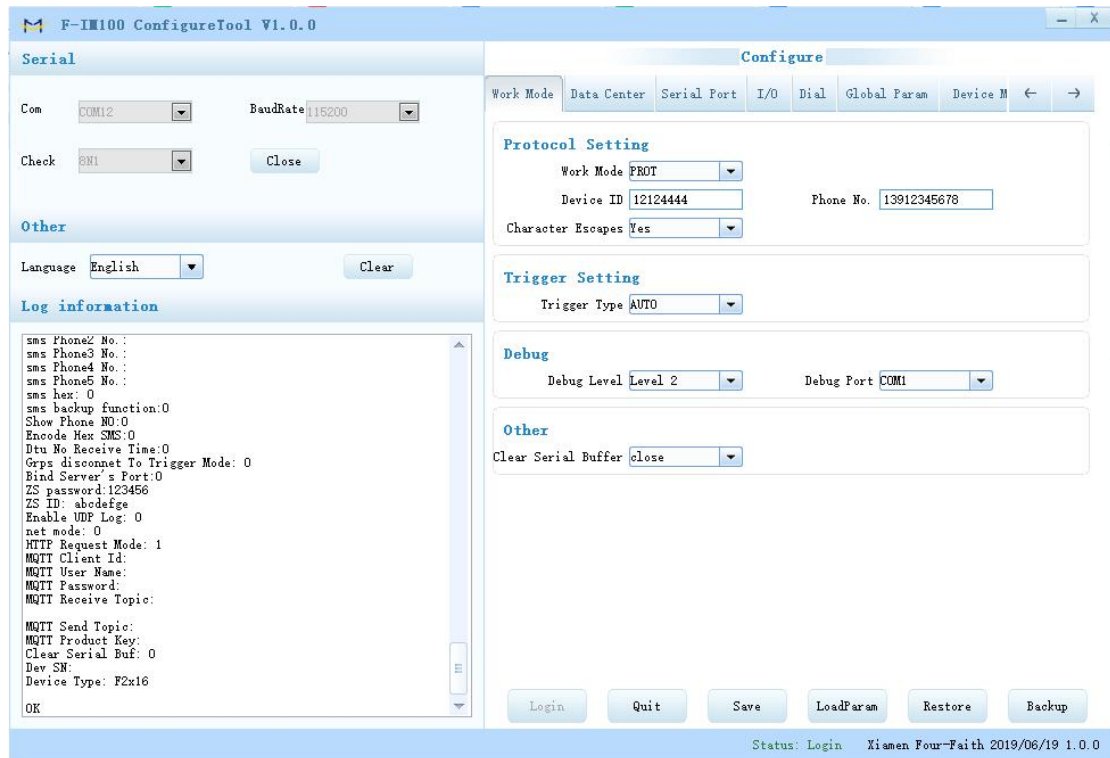 F-IM100 ConfigureTool V1.0.0
Serial
Com COM12 BaudRate 115200
Check 8N1 Close
Other
Language English Clear
Log information
sms Phone2 No.:
sms Phone3 No.:
sms Phone4 No.:
sms Phone5 No.:
sms hex: 0
sms backup function:0
Show Phone NO:0
Encode Hex SMS:0
Dtu No Receive Time:0
Grps disconnet To Trigger Mode: 0
Bind Server's Port:0
ZS password:123456
ZS ID: abcdefge
Enable UDP Log: 0
net mode: 0
HTTP Request Mode: 1
MQTT Client Id:
MQTT User Name:
MQTT Password:
MQTT Receive Topic:
MQTT Send Topic:
MQTT Product Key:
Clear Serial Buf: 0
Dev SN:
Device Type: F2x16
OK
Configure
Work Mode Data Center Serial Port I/O Dial Global Param Device M ← →
Protocol Setting
Work Mode PROT
Device ID 12124444 Phone No. 13912345678
Character Escapes Yes
Trigger Setting
Trigger Type AUTO
Debug
Debug Level Level 2 Debug Port COM1
Other
Clear Serial Buffer close
Login Quit Save LoadParam Restore Backup
Status: Login Xiamen Four-Faith 2019/06/19 1.0.0